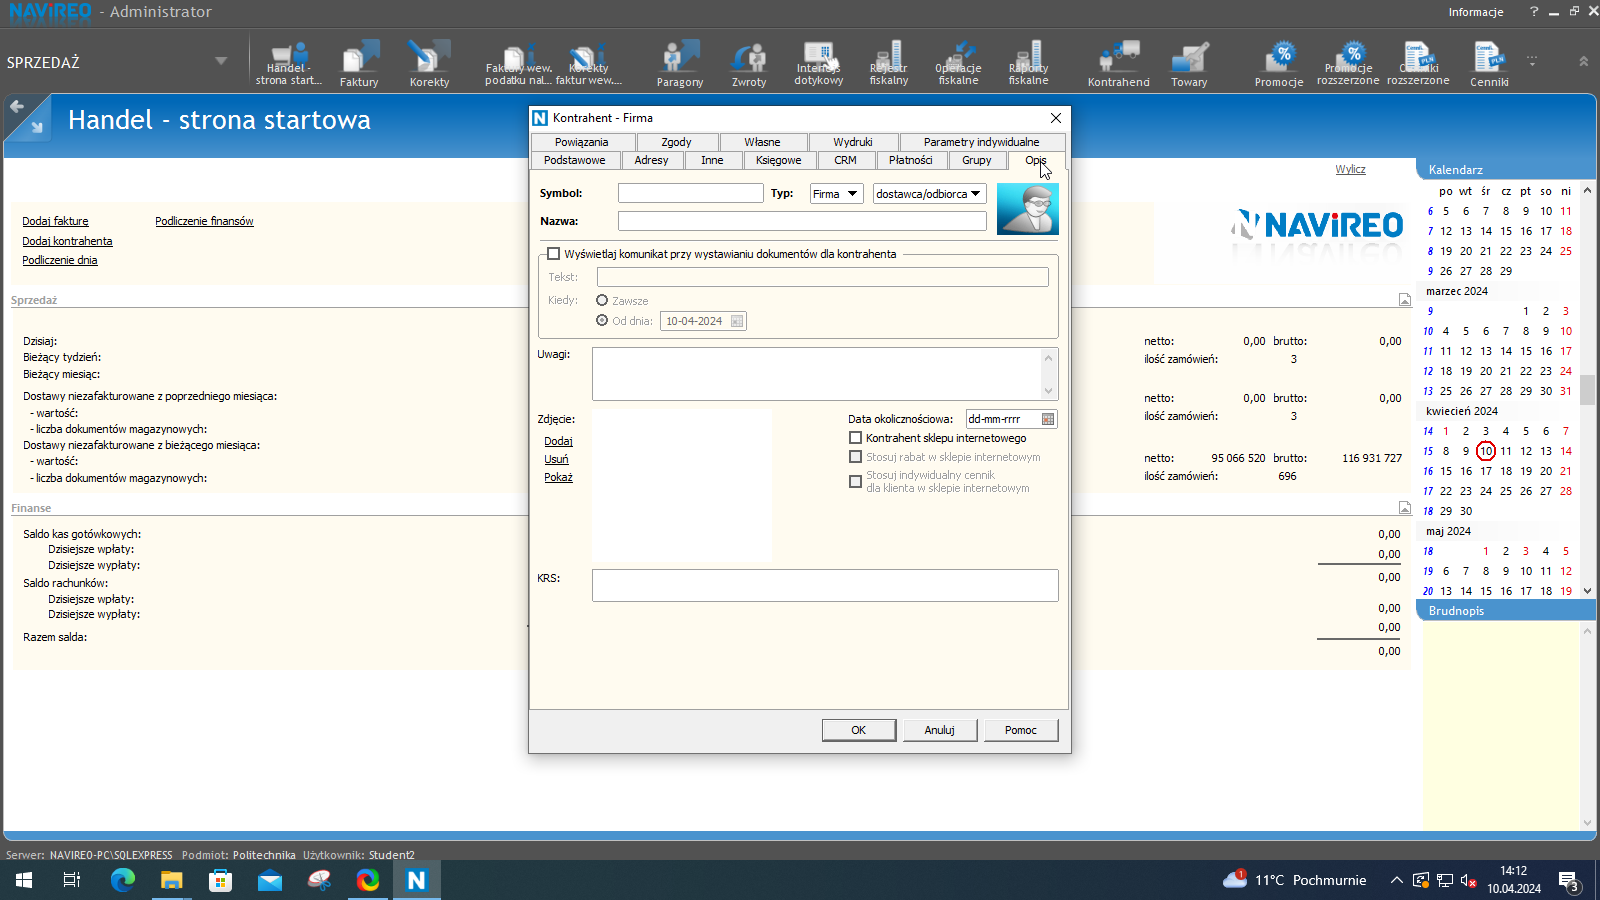 NAVIREO - Administrator
Informacje ?
SPRZEDAŻ
Handel - strona start...
Faktury
Korekty
Faktury wew. podatku nal...
Korekty faktur wew....
Paragony
Zwroty
Interfejs dotykowy
Rejestr fiskalny
Operacje fiskalne
Raporty fiskalne
Kontrahenci
Towary
Promocje
Promocje rozszerzone
Cenniki rozszerzone
Cenniki
Handel - strona startowa
Wylicz
Dodaj fakturę
Podliczenie finansów
Dodaj kontrahenta
Podliczenie dnia
NAVIREO
Sprzedaż
Dzisiaj:
netto: 0,00 brutto: 0,00
Bieżący tydzień:
ilość zamówień: 3
Bieżący miesiąc:
Dostawy niezafakturowane z poprzedniego miesiąca:
netto: 0,00 brutto: 0,00
- wartość:
ilość zamówień: 3
- liczba dokumentów magazynowych:
Dostawy niezafakturowane z bieżącego miesiąca:
- wartość:
netto: 95 066 520 brutto: 116 931 727
- liczba dokumentów magazynowych:
ilość zamówień: 696
Finanse
Saldo kas gotówkowych:
0,00
Dzisiejsze wpłaty:
0,00
Dzisiejsze wypłaty:
Saldo rachunków:
0,00
Dzisiejsze wpłaty:
0,00
Dzisiejsze wypłaty:
0,00
Razem salda:
0,00
Kontrahent - Firma
Powiązania Zgody Własne Wydruki Parametry indywidualne
Podstawowe Adresy Inne Księgowe CRM Płatności Grupy Opis
Symbol: Typ: Firma dostawca/odbiorca
Nazwa:
Wyświetlaj komunikat przy wystawianiu dokumentów dla kontrahenta
Tekst:
Kiedy: Zawsze
Od dnia: 10-04-2024
Uwagi:
Zdjęcie:
Data okolicznościowa: dd-mm-rrrr
Dodaj
Kontrahent sklepu internetowego
Usuń
Stosuj rabat w sklepie internetowym
Pokaż
Stosuj indywidualny cennik
dla klienta w sklepie internetowym
KRS:
OK Anuluj Pomoc
Kalendarz
po wt śr cz pt so ni
6 5 6 7 8 9 10 11
7 12 13 14 15 16 17 18
8 19 20 21 22 23 24 25
9 26 27 28 29
marzec 2024
9 1 2 3
10 4 5 6 7 8 9 10
11 11 12 13 14 15 16 17
12 18 19 20 21 22 23 24
13 25 26 27 28 29 30 31
kwiecień 2024
14 1 2 3 4 5 6 7
15 8 9 10 11 12 13 14
16 15 16 17 18 19 20 21
17 22 23 24 25 26 27 28
18 29 30
maj 2024
18 1 2 3 4 5
19 6 7 8 9 10 11 12
20 13 14 15 16 17 18 19
Brudnopis
Serwer: NAVIREO-PC\SQLEXPRESS Podmiot: Politechnika Użytkownik: Student2
1 11°C Pochmurnie
14:12
10.04.2024
3